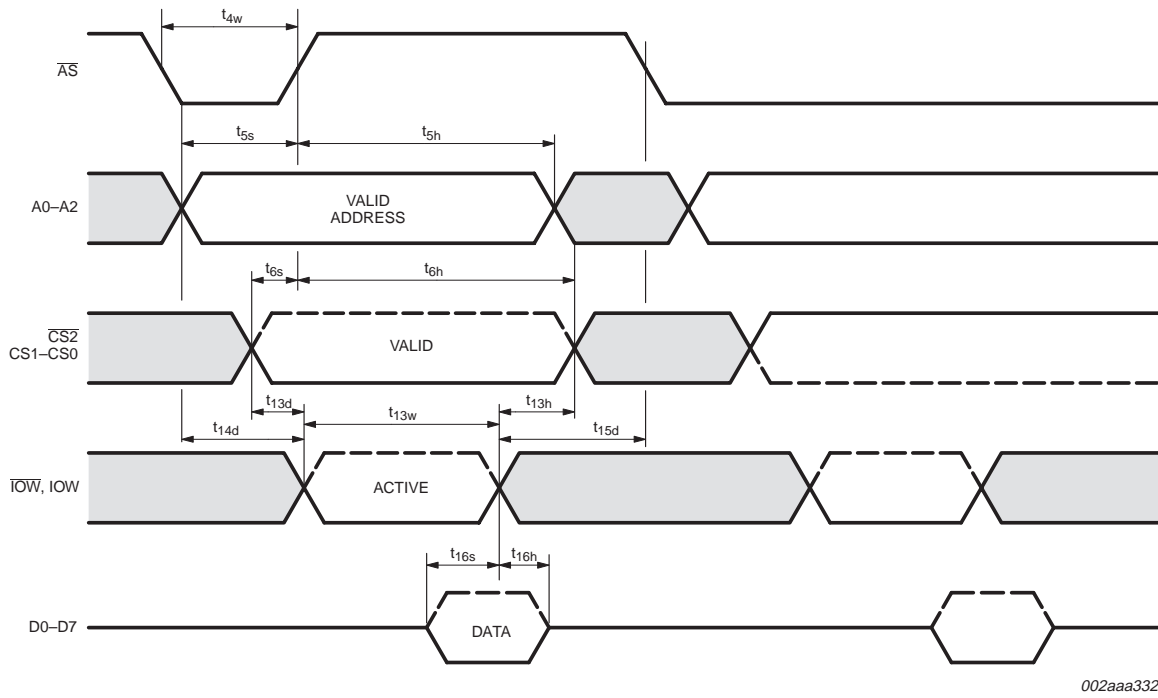 t4w
AS
t5s t5h
A0–A2
VALID
ADDRESS
t6s t6h
CS2
CS1–CS0
VALID
t13d t13w t13h
t14d t15d
IOW, IOW
ACTIVE
t16s t16h
D0–D7
DATA
002aaa332